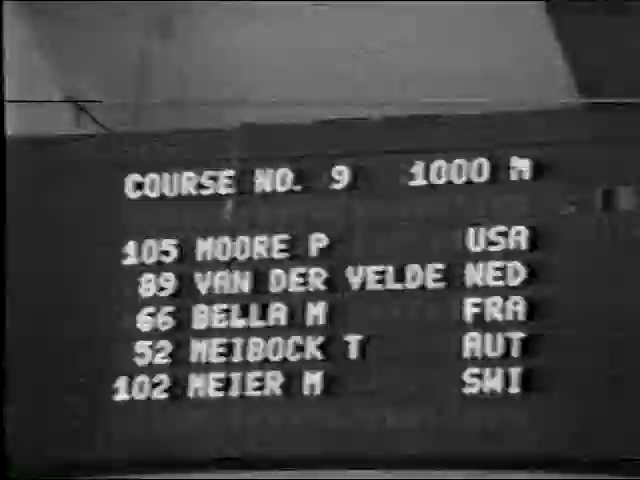 COURSE NO. 9 1000 M
105 MOORE P USA
89 VAN DER VELDE NED
66 BELLA M FRA
52 MEIBOCK T AUT
102 MEIER M SWI